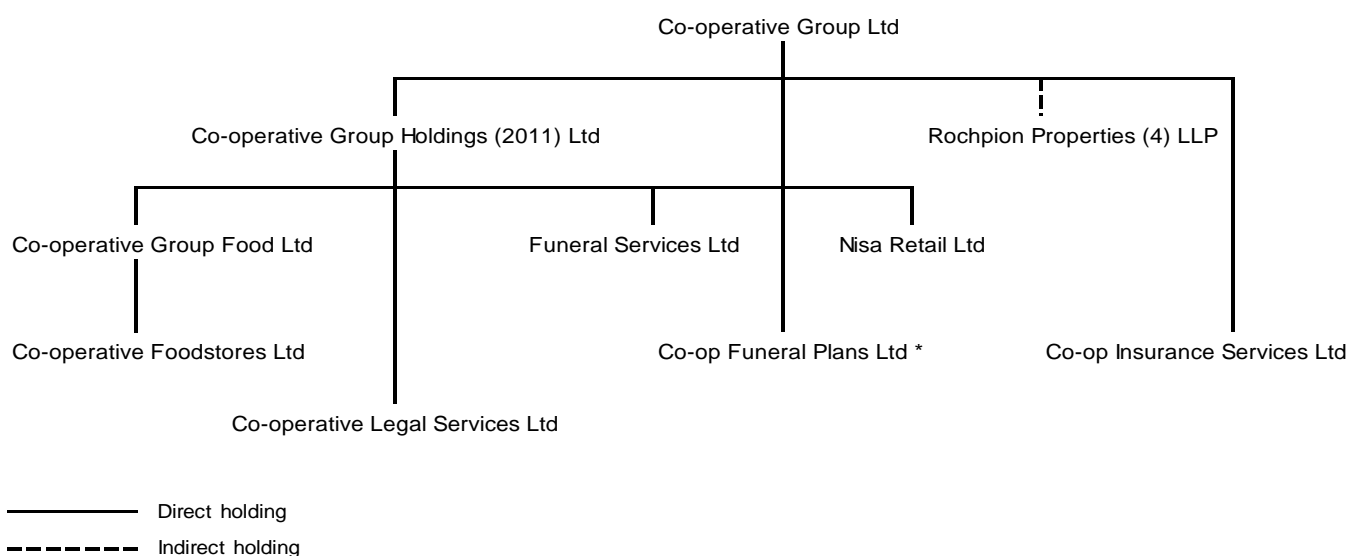 Co-operative Group Ltd
Co-operative Group Holdings (2011) Ltd
Rochpion Properties (4) LLP
Co-operative Group Food Ltd
Funeral Services Ltd
Nisa Retail Ltd
Co-operative Foodstores Ltd
Co-op Funeral Plans Ltd *
Co-op Insurance Services Ltd
Co-operative Legal Services Ltd
Direct holding
Indirect holding